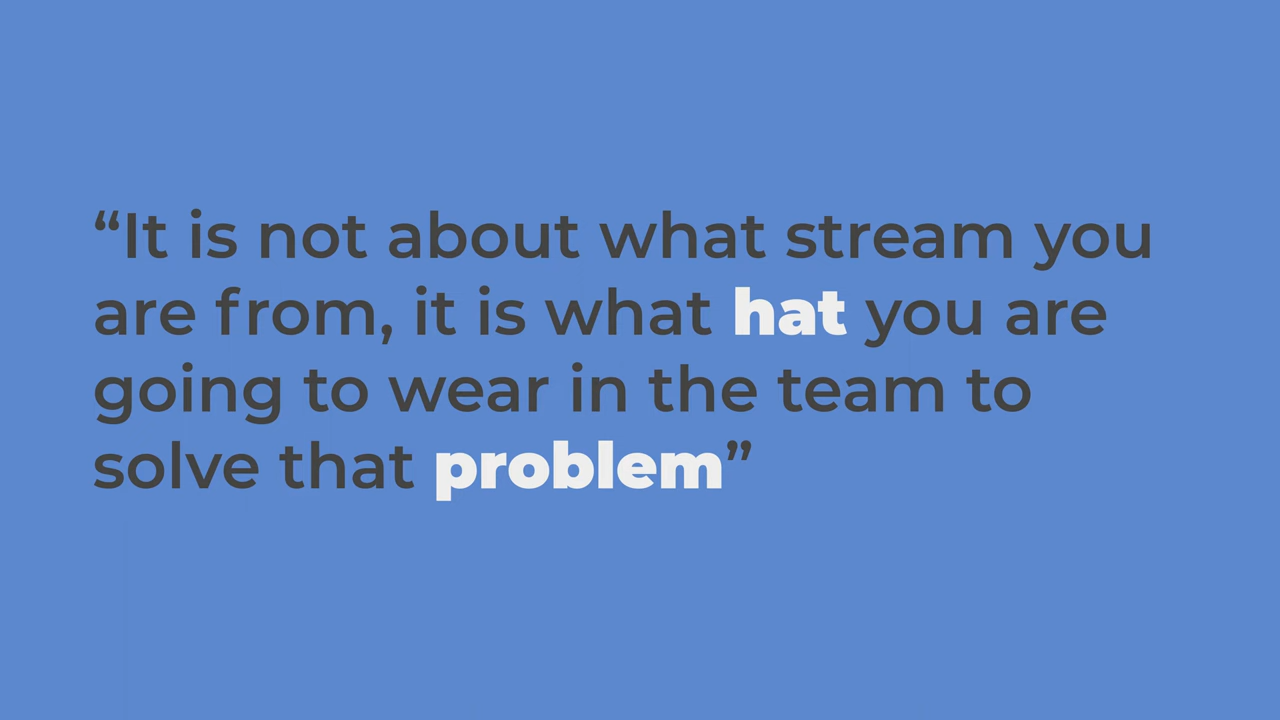 “It is not about what stream you
are from, it is what hat you are
going to wear in the team to
solve that problem”